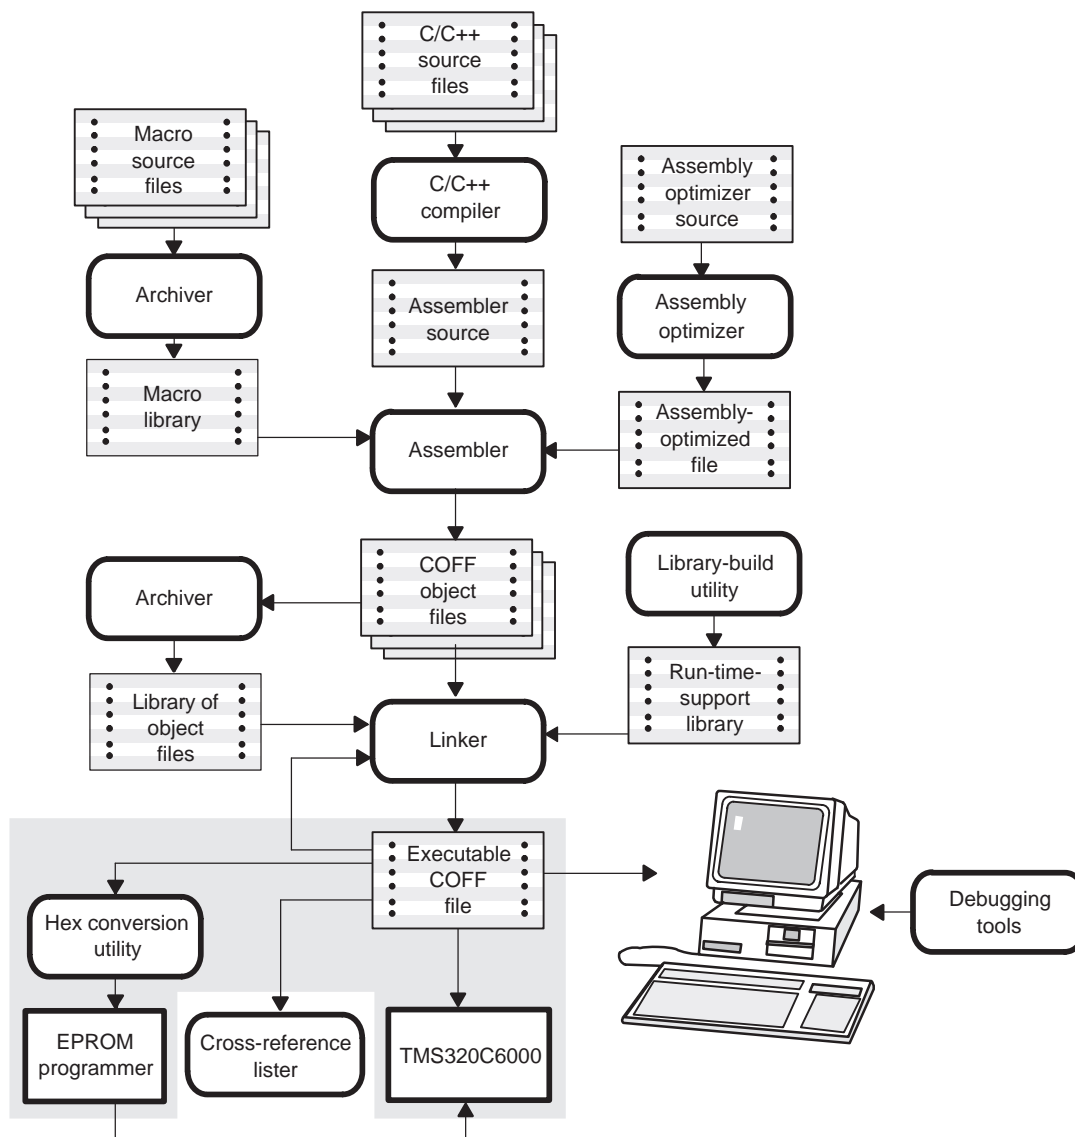 C/C++
source
files
Macro
source
files
C/C++
compiler
Assembly
optimizer
source
Archiver
Assembler
source
Assembly
optimizer
Macro
library
Assembler
Assembly-
optimized
file
Archiver
COFF
object
files
Library-build
utility
Library of
object
files
Linker
Run-time-
support
library
Executable
COFF
file
Hex conversion
utility
Debugging
tools
EPROM
programmer
Cross-reference
lister
TMS320C6000